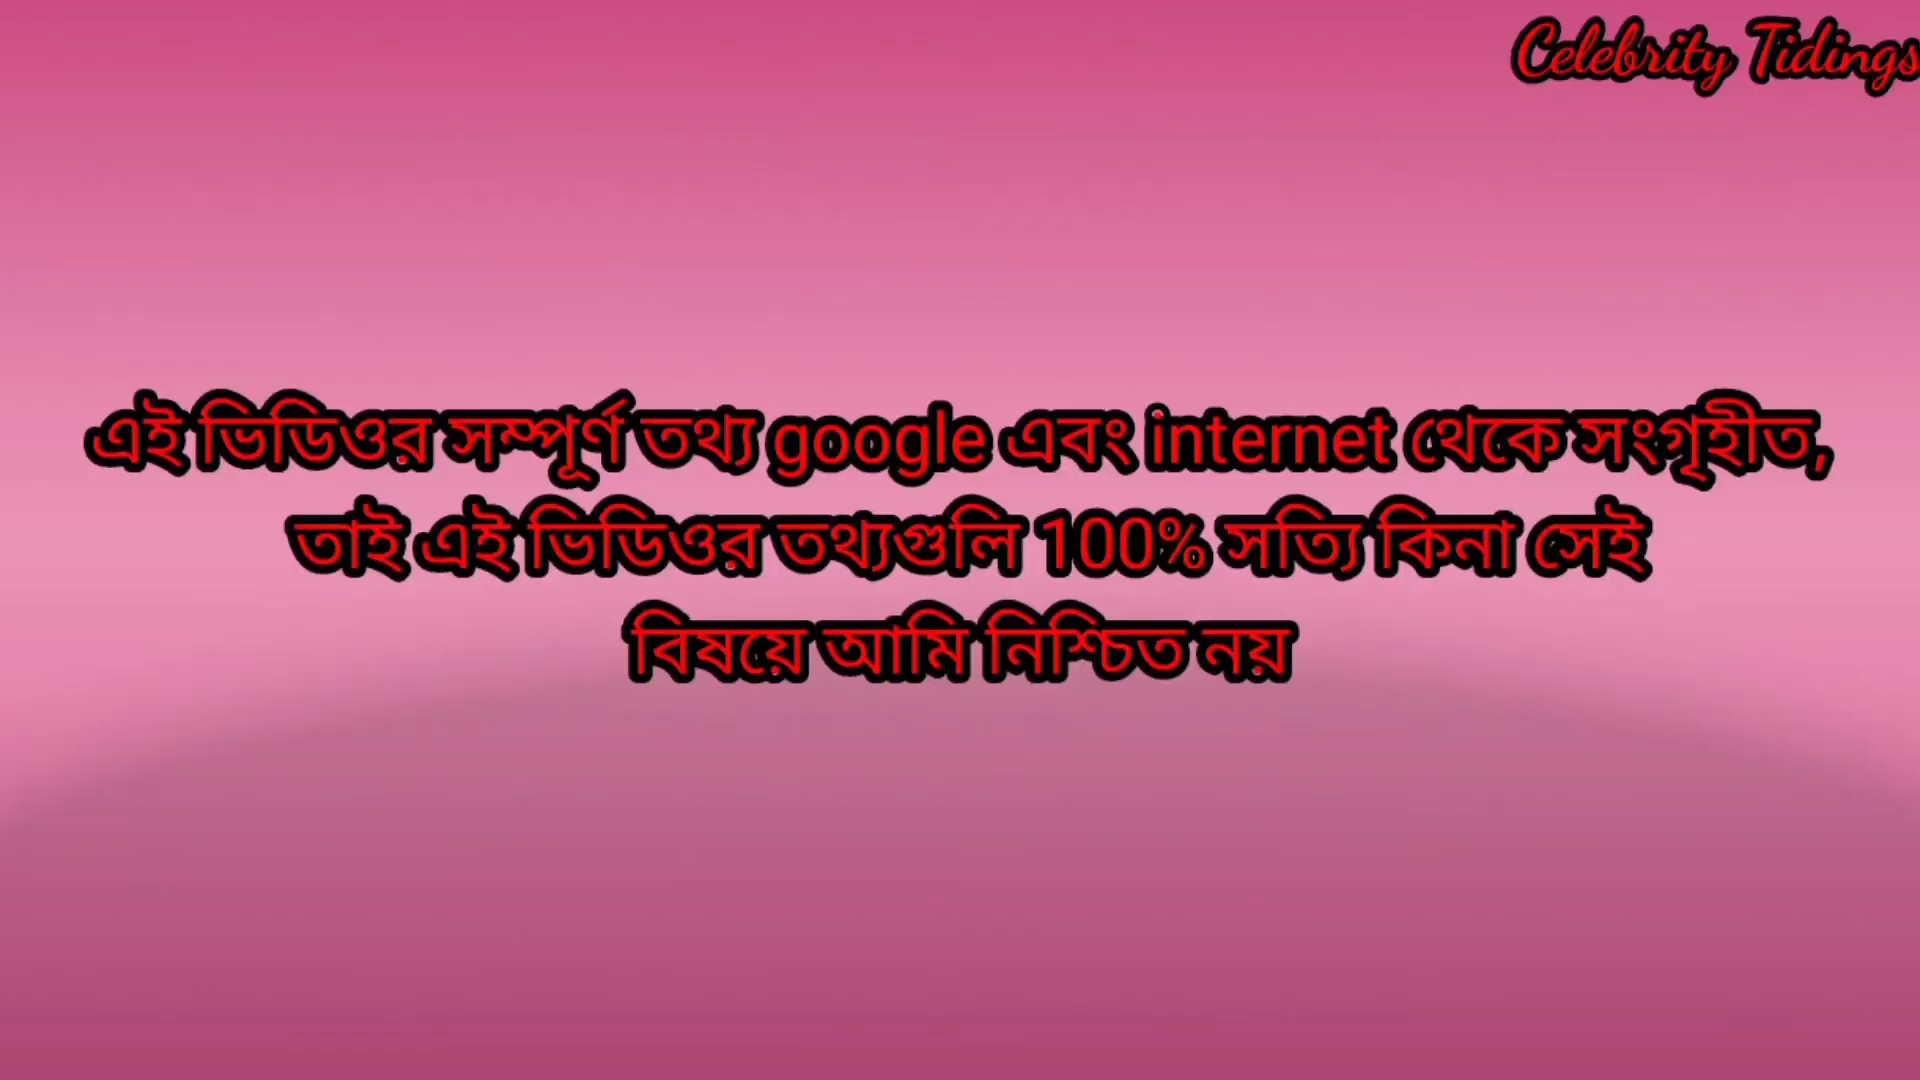 Celebrity Tidings
এই ভিডিওর সম্পূর্ণ তথ্য google এবং internet থেকে সংগৃহীত,
তাই এই ভিডিওর তথ্যগুলি 100% সত্যি কিনা সেই
বিষয়ে আমি নিশ্চিত নয়